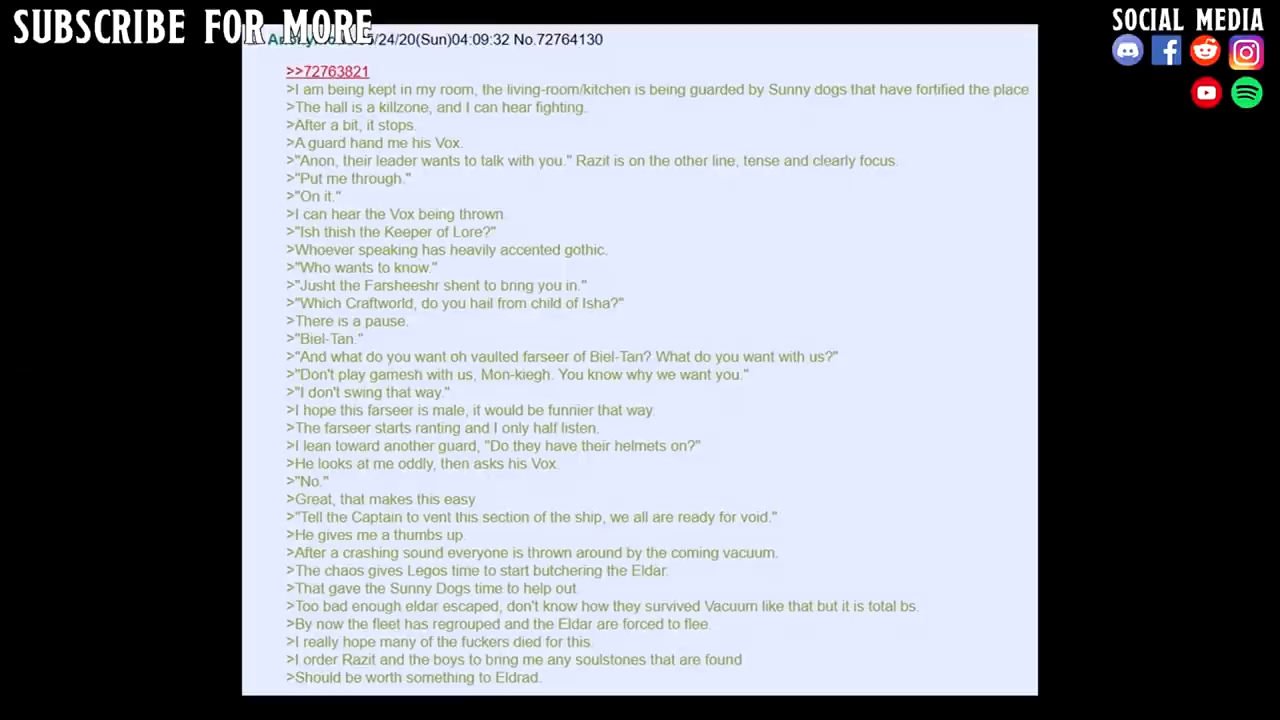 SUBSCRIBE FOR MORE
SOCIAL MEDIA
/24/20(Sun)04:09:32 No.72764130
>>72763821
>I am being kept in my room, the living-room/kitchen is being guarded by Sunny dogs that have fortified the place
>The hall is a killzone, and I can hear fighting.
>After a bit, it stops.
>A guard hand me his Vox.
>"Anon, their leader wants to talk with you." Razit is on the other line, tense and clearly focus.
>"Put me through."
>"On it."
>I can hear the Vox being thrown.
>"Ish thish the Keeper of Lore?"
>Whoever speaking has heavily accented gothic.
>"Who wants to know."
>"Jusht the Farsheeshr shent to bring you in."
>"Which Craftworld, do you hail from child of Isha?"
>There is a pause.
>"Biel-Tan."
>"And what do you want oh vaulted farseer of Biel-Tan? What do you want with us?"
>"Don't play gamesh with us, Mon-kiegh. You know why we want you."
>"I don't swing that way."
>I hope this farseer is male, it would be funnier that way.
>The farseer starts ranting and I only half listen.
>I lean toward another guard, "Do they have their helmets on?"
>He looks at me oddly, then asks his Vox.
>"No."
>Great, that makes this easy
>"Tell the Captain to vent this section of the ship, we all are ready for void."
>He gives me a thumbs up.
>After a crashing sound everyone is thrown around by the coming vacuum.
>The chaos gives Legos time to start butchering the Eldar.
>That gave the Sunny Dogs time to help out.
>Too bad enough eldar escaped, don't know how they survived Vacuum like that but it is total bs.
>By now the fleet has regrouped and the Eldar are forced to flee.
>I really hope many of the fuckers died for this.
>I order Razit and the boys to bring me any soulstones that are found
>Should be worth something to Eldrad.